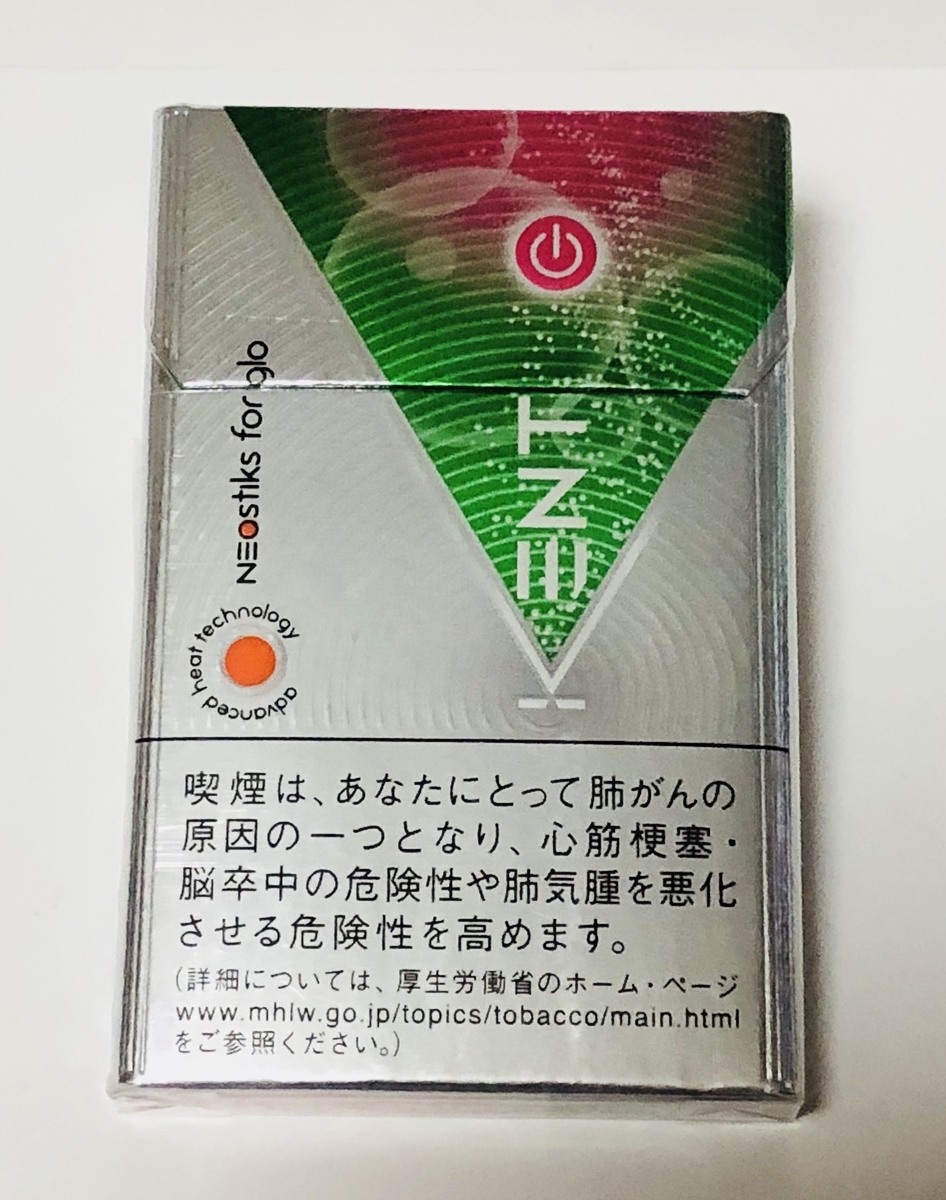 KENT
NEOstiks for glo
advanced heat technology
喫煙は、あなたにとって肺がんの
原因の一つとなり、心筋梗塞・
脳卒中の危険性や肺気腫を悪化
させる危険性を高めます。
(詳細については、厚生労働省のホーム・ページ
www.mhlw.go.jp/topics/tobacco/main.html
をご参照ください。)